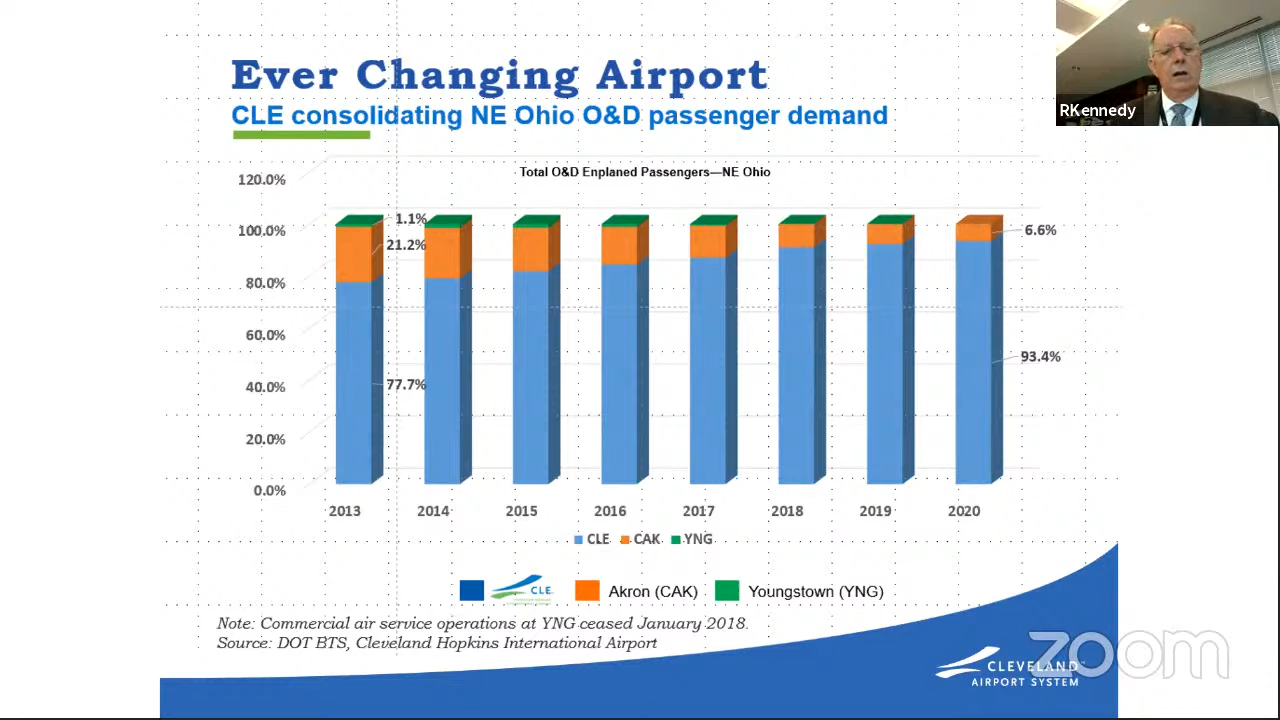 Ever Changing Airport
CLE consolidating NE Ohio O&D passenger demand
RKennedy
Total O&D Enplaned Passengers—NE Ohio
120.0%
100.0%
80.0%
60.0%
40.0%
20.0%
0.0%
1.1%
21.2%
77.7%
6.6%
93.4%
2013 2014 2015 2016 2017 2018 2019 2020
CLE CAK YNG
CLE Akron (CAK) Youngstown (YNG)
Note: Commercial air service operations at YNG ceased January 2018.
Source: DOT BTS, Cleveland Hopkins International Airport
CLEVELAND
AIRPORT SYSTEM
zoom